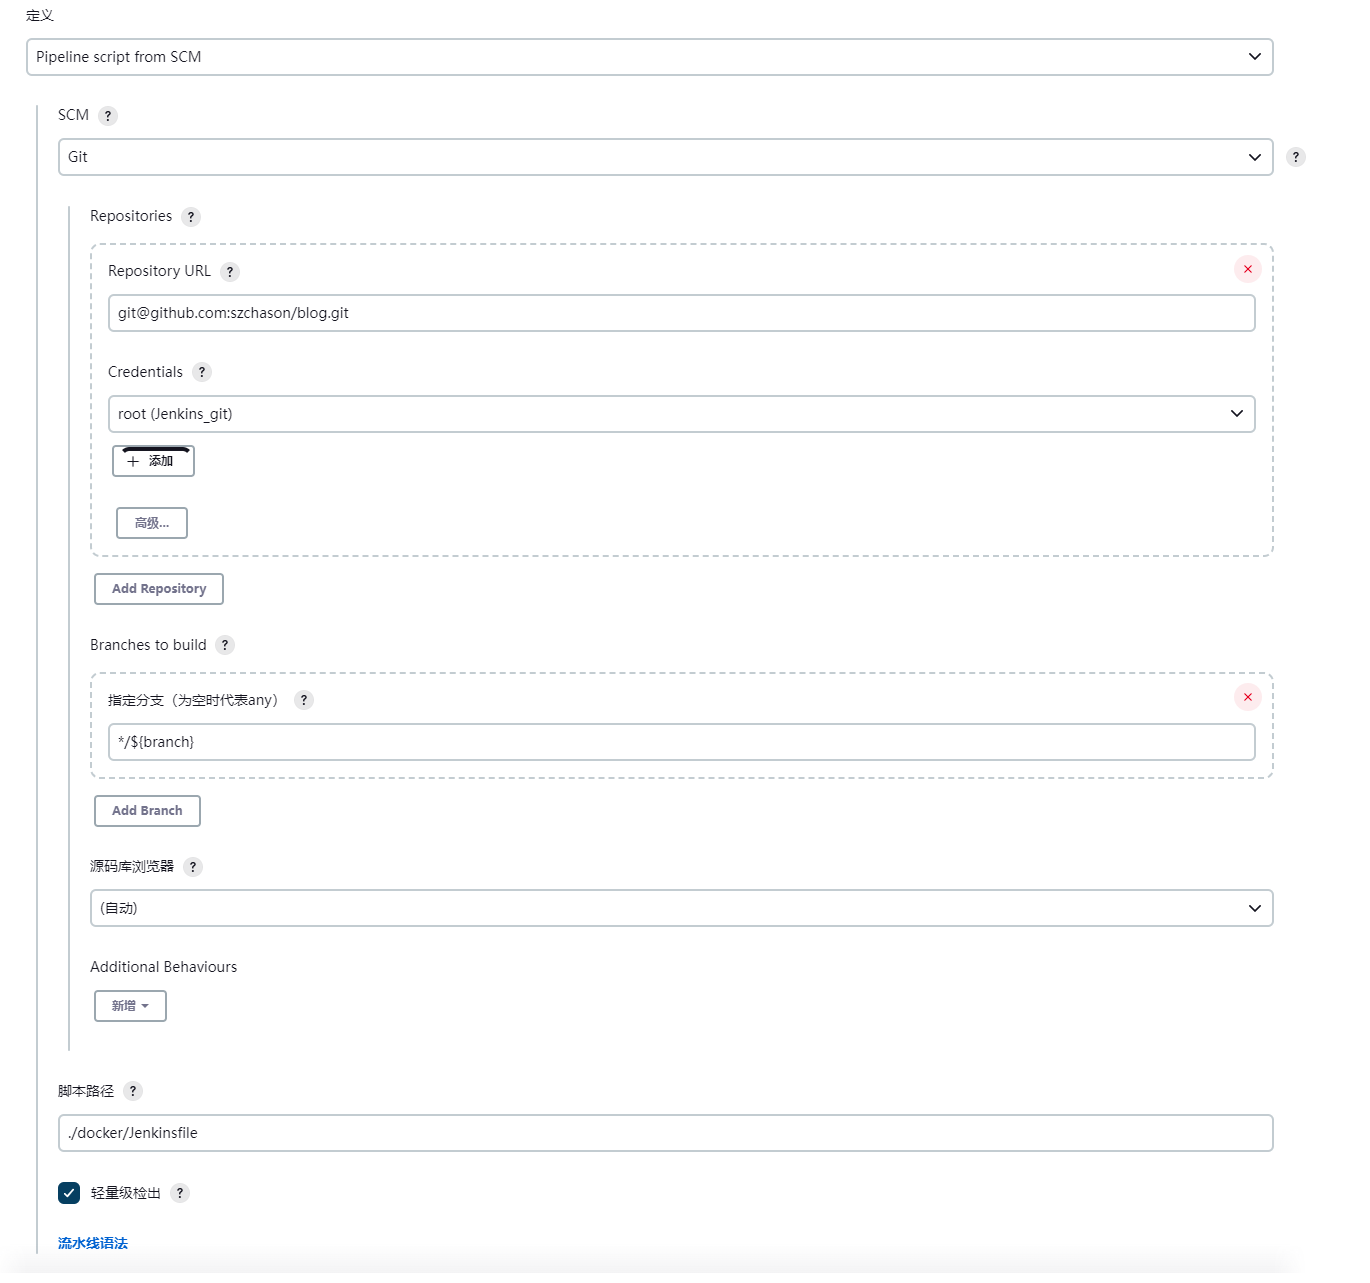 定义
Pipeline script from SCM
SCM ?
Git
?
Repositories ?
Repository URL ?
git@github.com:szchason/blog.git
Credentials ?
root (Jenkins_git)
添加
高级...
Add Repository
Branches to build ?
指定分支（为空时代表any） ?
*/${branch}
Add Branch
源码库浏览器 ?
(自动)
Additional Behaviours
新增
脚本路径 ?
./docker/Jenkinsfile
轻量级检出 ?
流水线语法